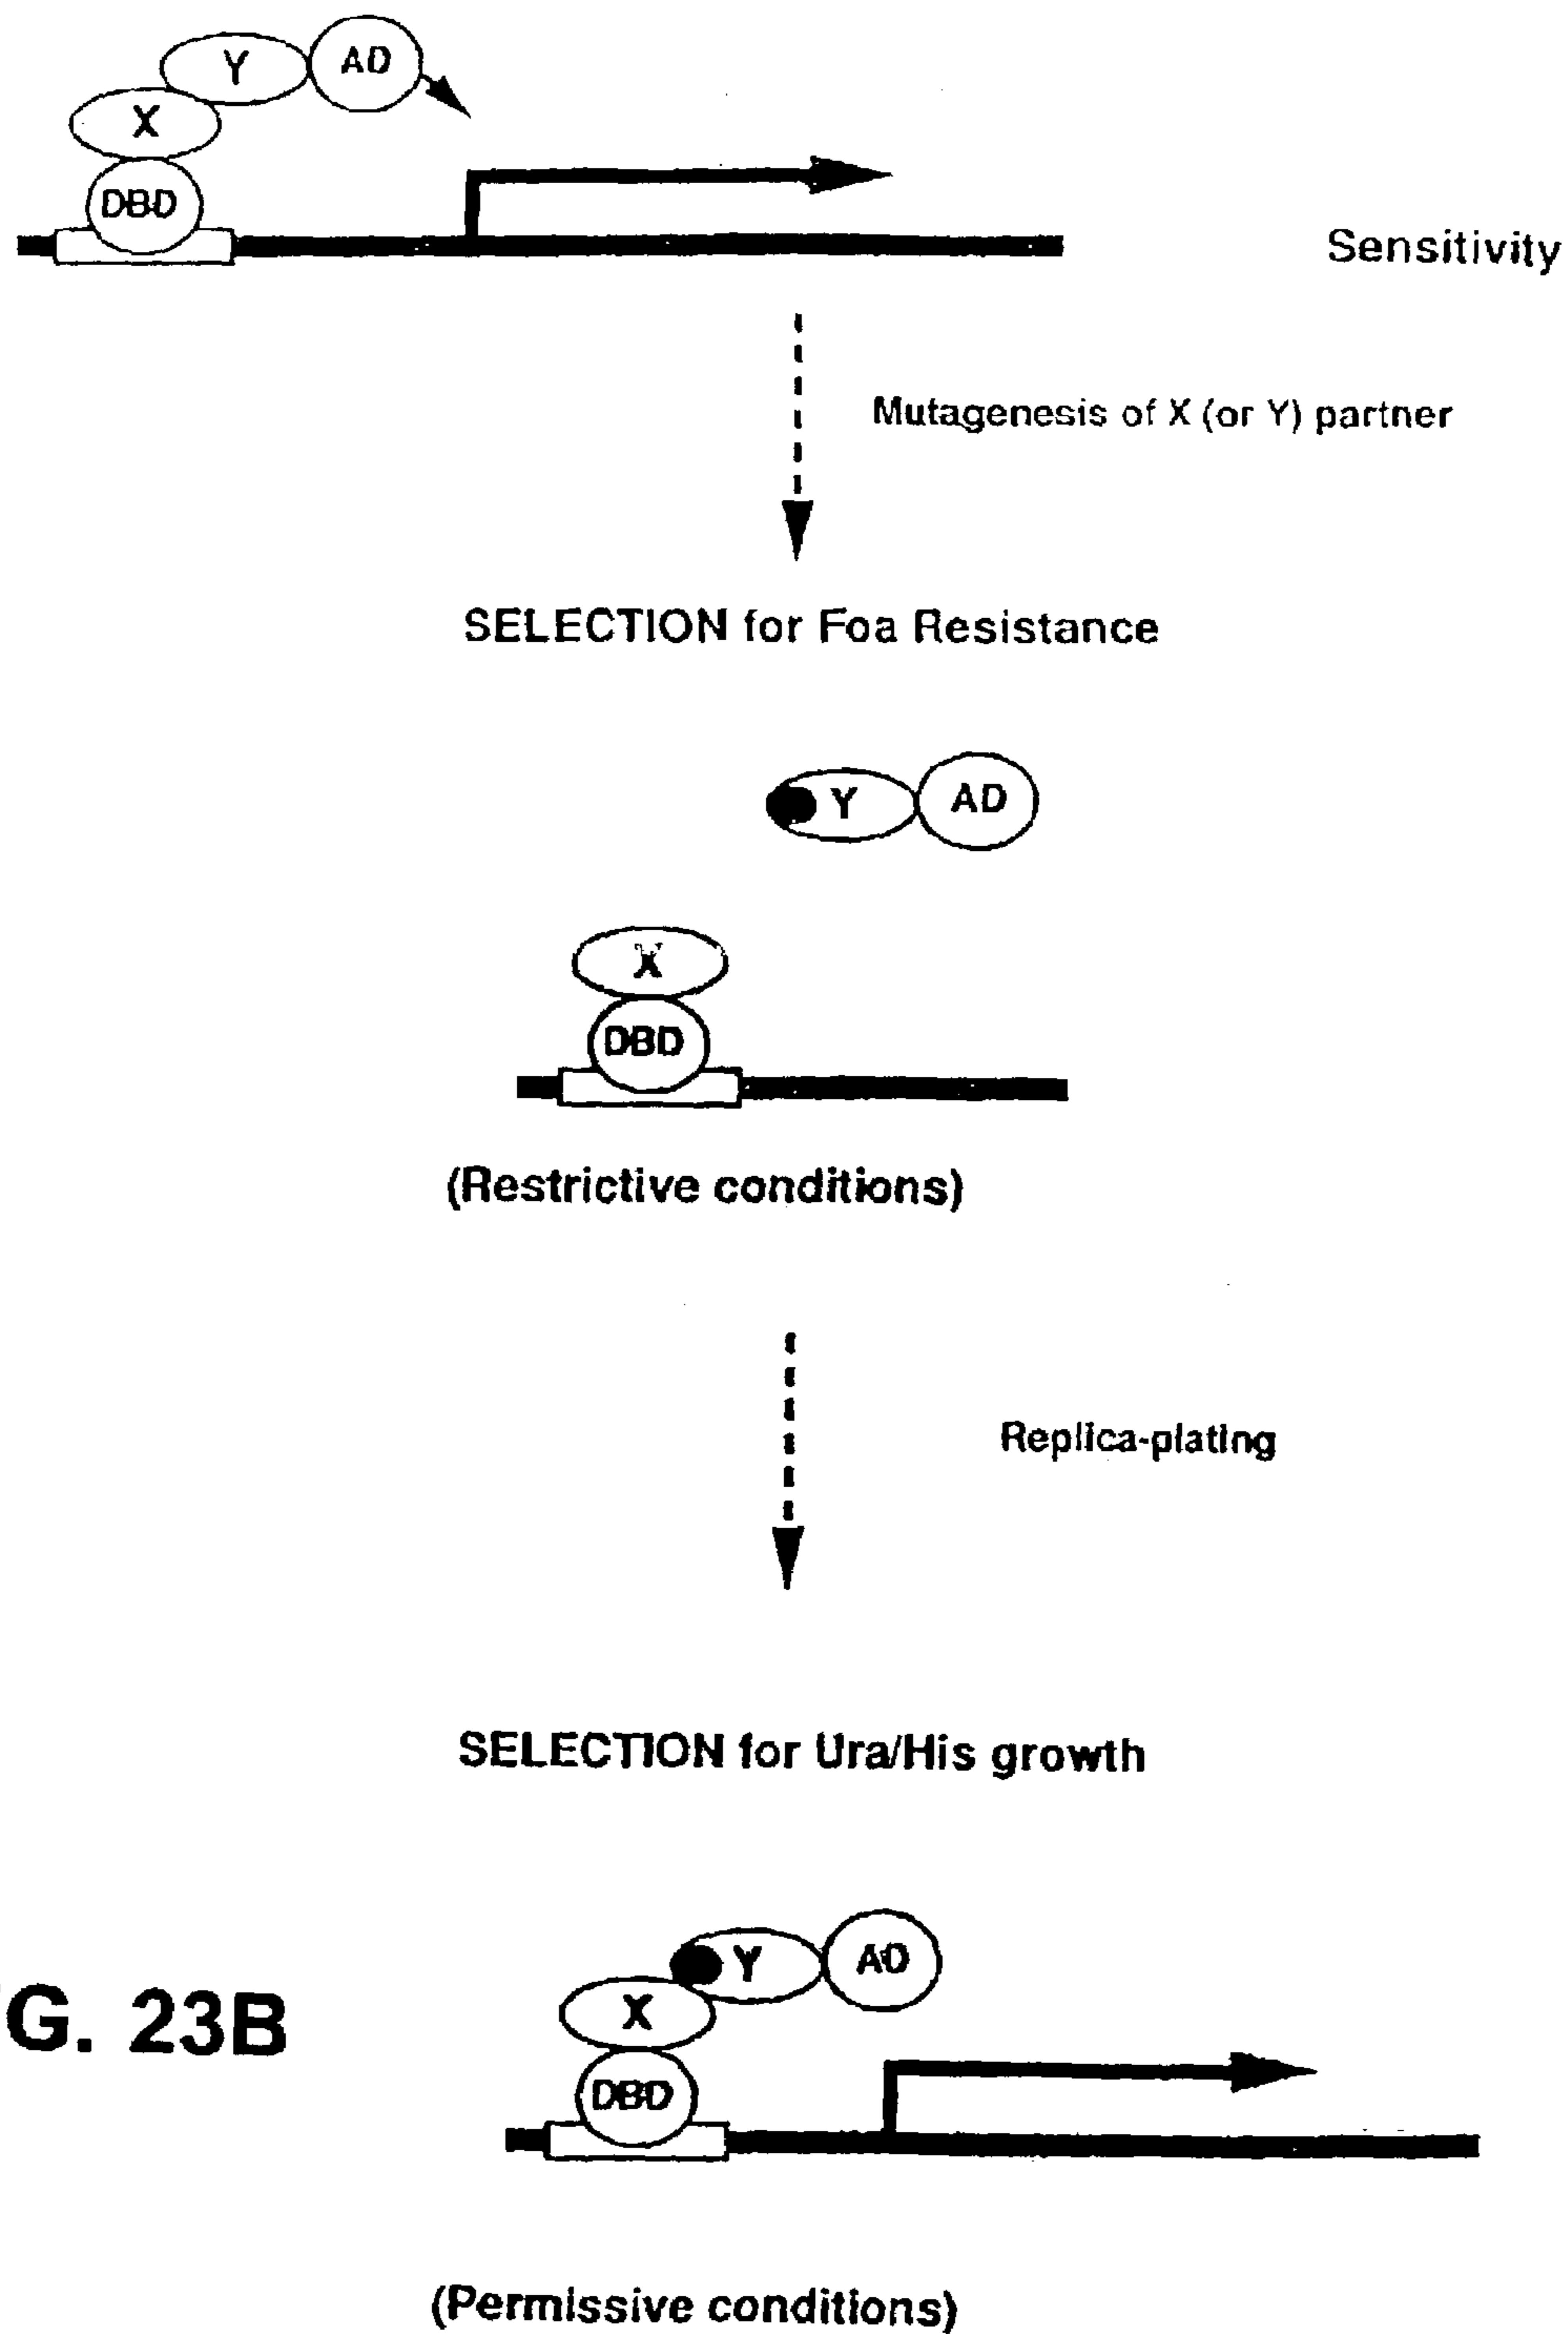 Y
AD
X
DBD
Sensitivity
Mutagenesis of X (or Y) partner
SELECTION for Foa Resistance
Y
AD
X
DBD
(Restrictive conditions)
Replica-plating
SELECTION for Ura/His growth
Y
AD
X
G. 23B
DBD
(Permissive conditions)